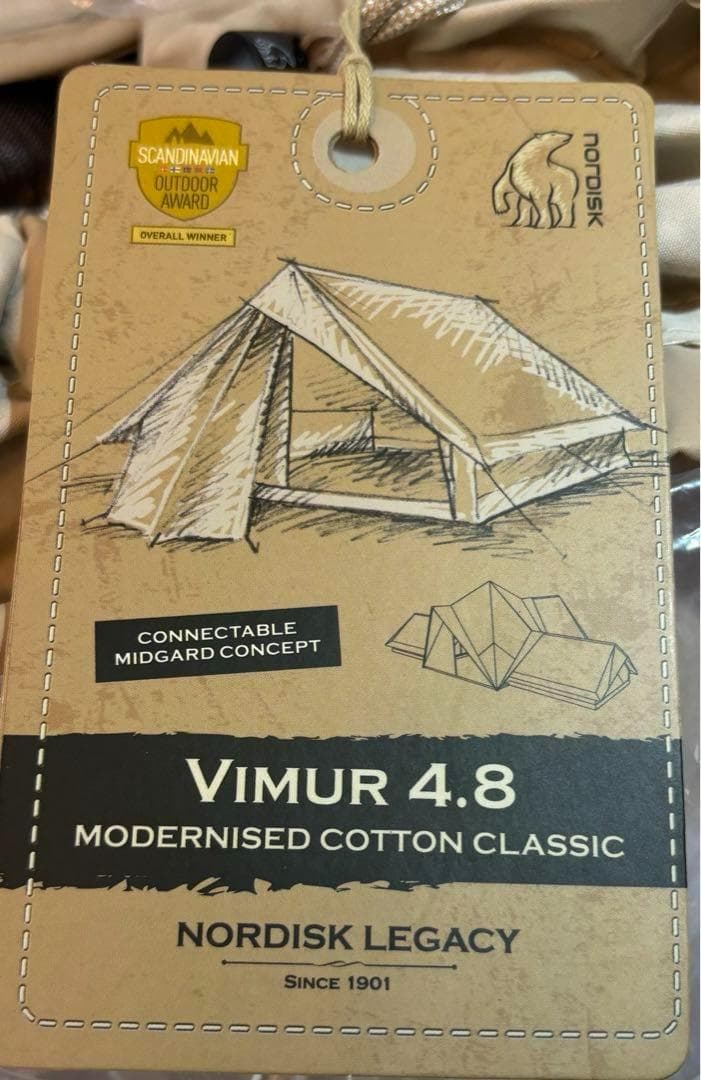 SCANDINAVIAN
OUTDOOR
AWARD
OVERALL WINNER
NORDISK
CONNECTABLE
MIDGARD CONCEPT
VIMUR 4.8
MODERNISED COTTON CLASSIC
NORDISK LEGACY
SINCE 1901